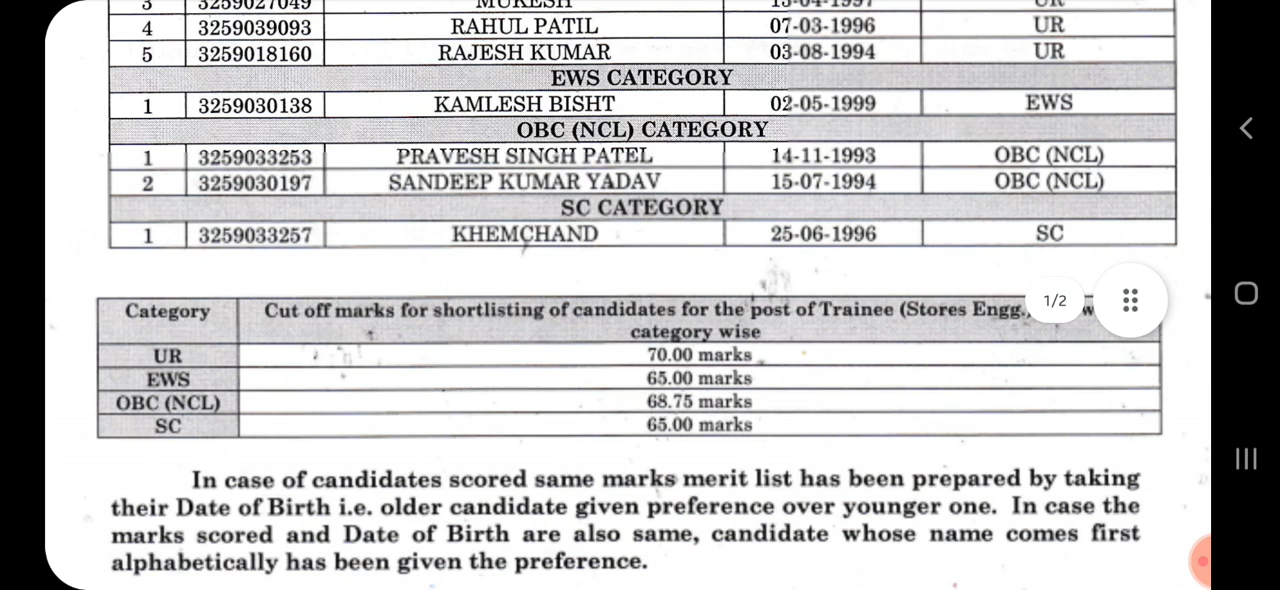 3 3259027049 MUKESH UR
4 3259039093 RAHUL PATIL 07-03-1996 UR
5 3259018160 RAJESH KUMAR 03-08-1994 UR
EWS CATEGORY
1 3259030138 KAMLESH BISHT 02-05-1999 EWS
OBC (NCL) CATEGORY
1 3259033253 PRAVESH SINGH PATEL 14-11-1993 OBC (NCL)
2 3259030197 SANDEEP KUMAR YADAV 15-07-1994 OBC (NCL)
SC CATEGORY
1 3259033257 KHEMCHAND 25-06-1996 SC
1/2
Category Cut off marks for shortlisting of candidates for the post of Trainee (Stores Engg.
category wise
UR 70.00 marks
EWS 65.00 marks
OBC (NCL) 68.75 marks
SC 65.00 marks
In case of candidates scored same marks merit list has been prepared by taking
their Date of Birth i.e. older candidate given preference over younger one. In case the
marks scored and Date of Birth are also same, candidate whose name comes first
alphabetically has been given the preference.